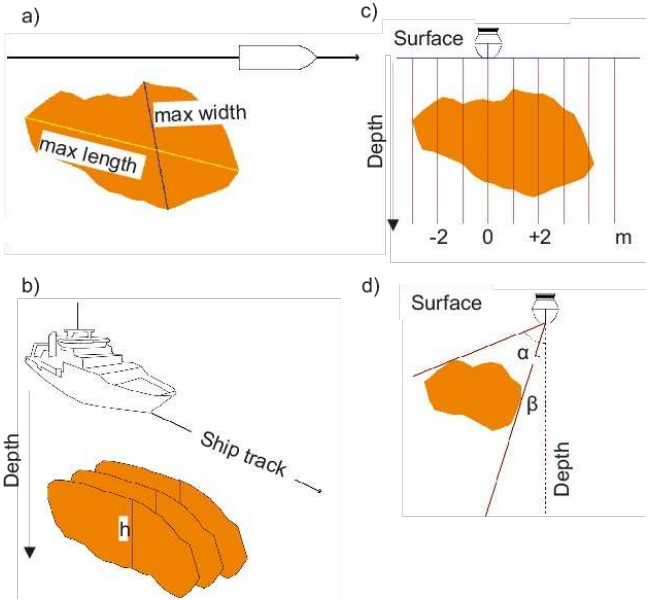 a)
max width
max length
c)
Surface
Depth
-2 0 +2 m
b)
Depth
Ship track
h
d)
Surface
α
β
Depth